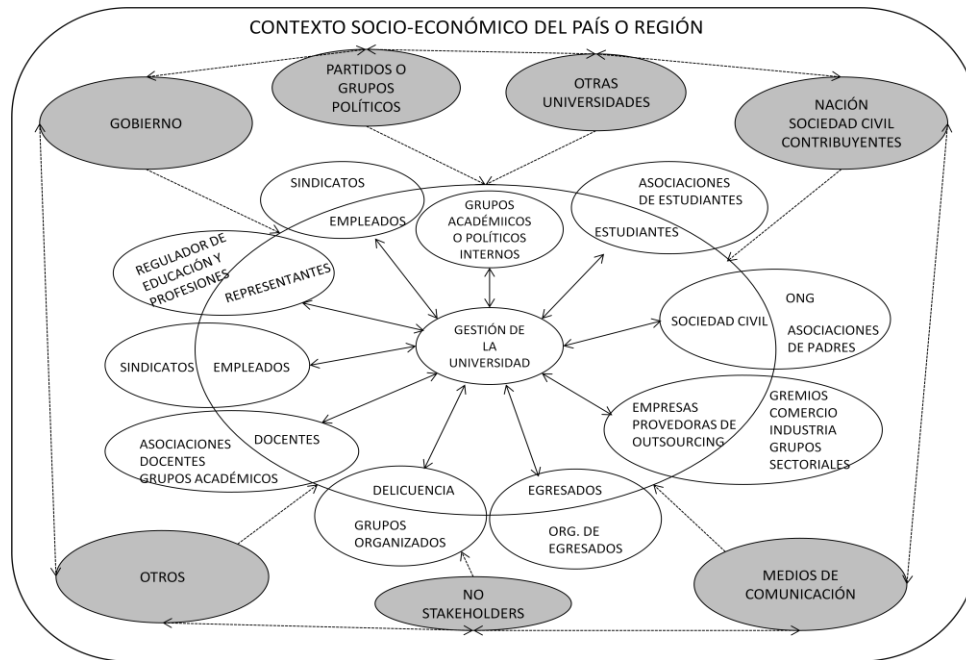 CONTEXTO SOCIO-ECONÓMICO DEL PAÍS O REGIÓN
PARTIDOS O
GRUPOS
POLÍTICOS
OTRAS
UNIVERSIDADES
GOBIERNO
NACIÓN
SOCIEDAD CIVIL
CONTRIBUYENTES
SINDICATOS
EMPLEADOS
GRUPOS
ACADÉMIICOS
O POLÍTICOS
INTERNOS
ASOCIACIONES
DE ESTUDIANTES
ESTUDIANTES
REGULADOR DE
EDUCACIÓN Y
PROFESIONES
REPRESENTANTES
GESTIÓN DE
LA
UNIVERSIDAD
SOCIEDAD CIVIL
ONG
ASOCIACIONES
DE PADRES
SINDICATOS
EMPLEADOS
EMPRESAS
PROVEDORAS DE
OUTSOURCING
GREMIOS
COMERCIO
INDUSTRIA
GRUPOS
SECTORIALES
ASOCIACIONES
DOCENTES
GRUPOS ACADÉMICOS
DOCENTES
DELICUENCIA
GRUPOS
ORGANIZADOS
EGRESADOS
ORG. DE
EGRESADOS
OTROS
NO
STAKEHOLDERS
MEDIOS DE
COMUNICACIÓN